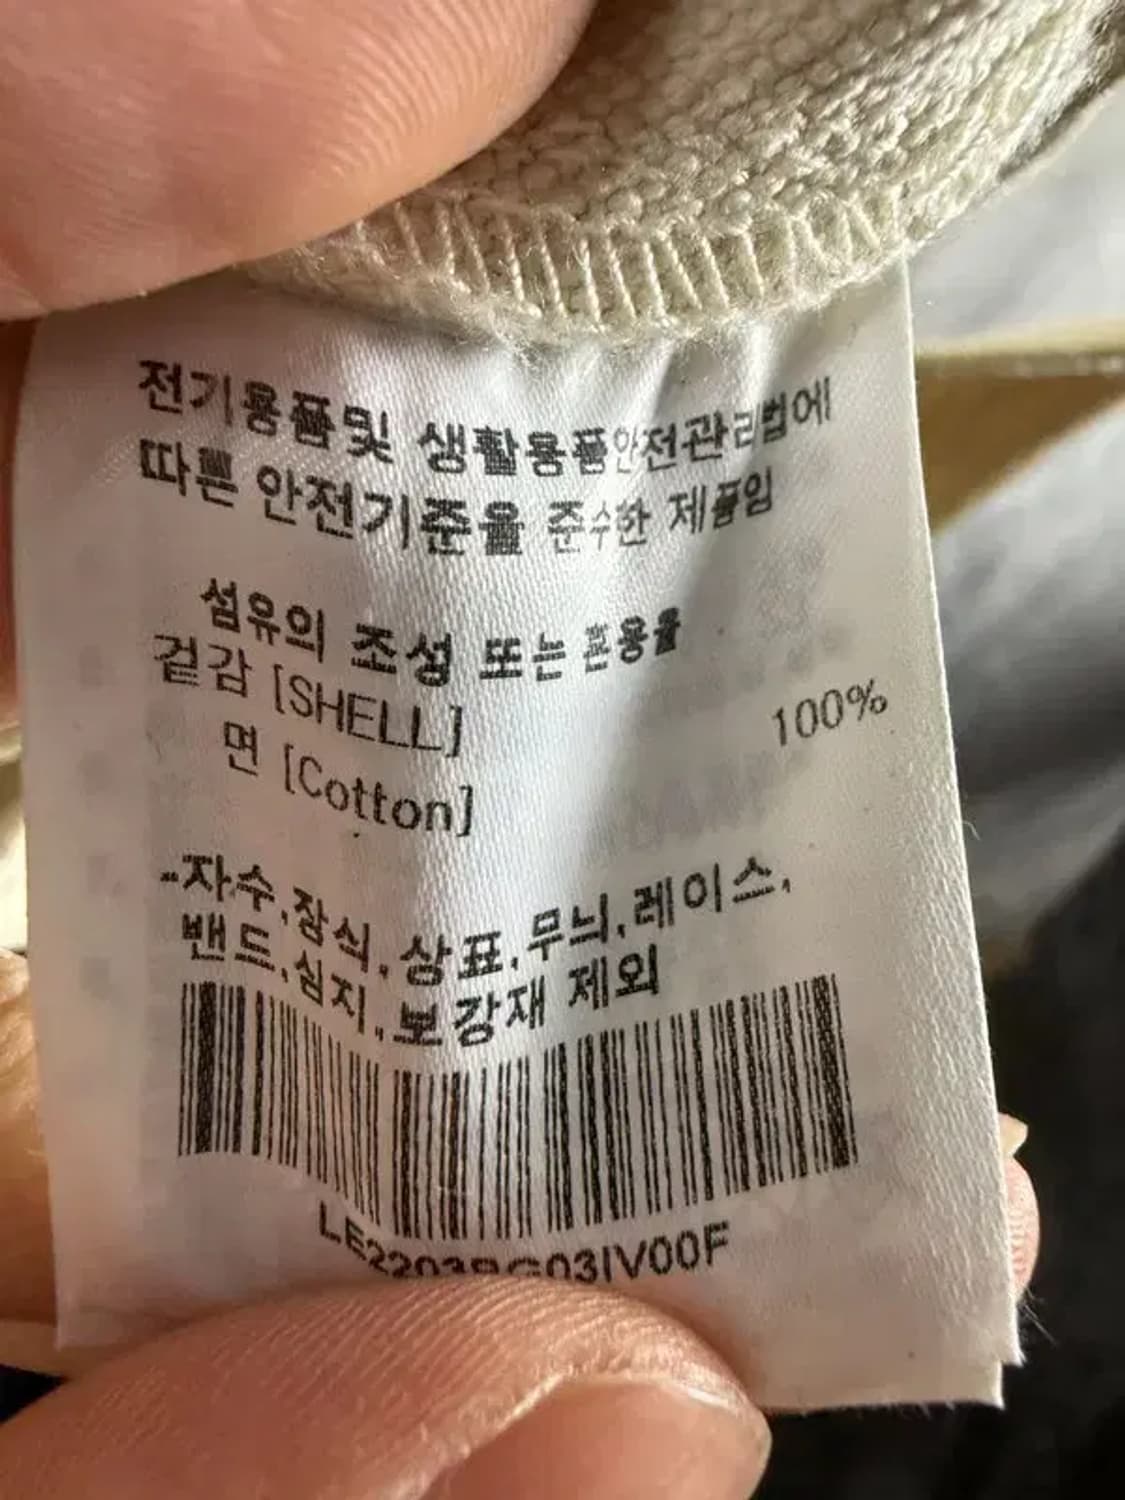 전기용품및 생활용품안전관리법에
따른 안전기준을 준수한 제품임
섬유의 조성 또는 혼용율
겉감 [SHELL]
면 [Cotton] 100%
-자수,장식,상표,무늬,레이스,
밴드,심지,보강재 제외